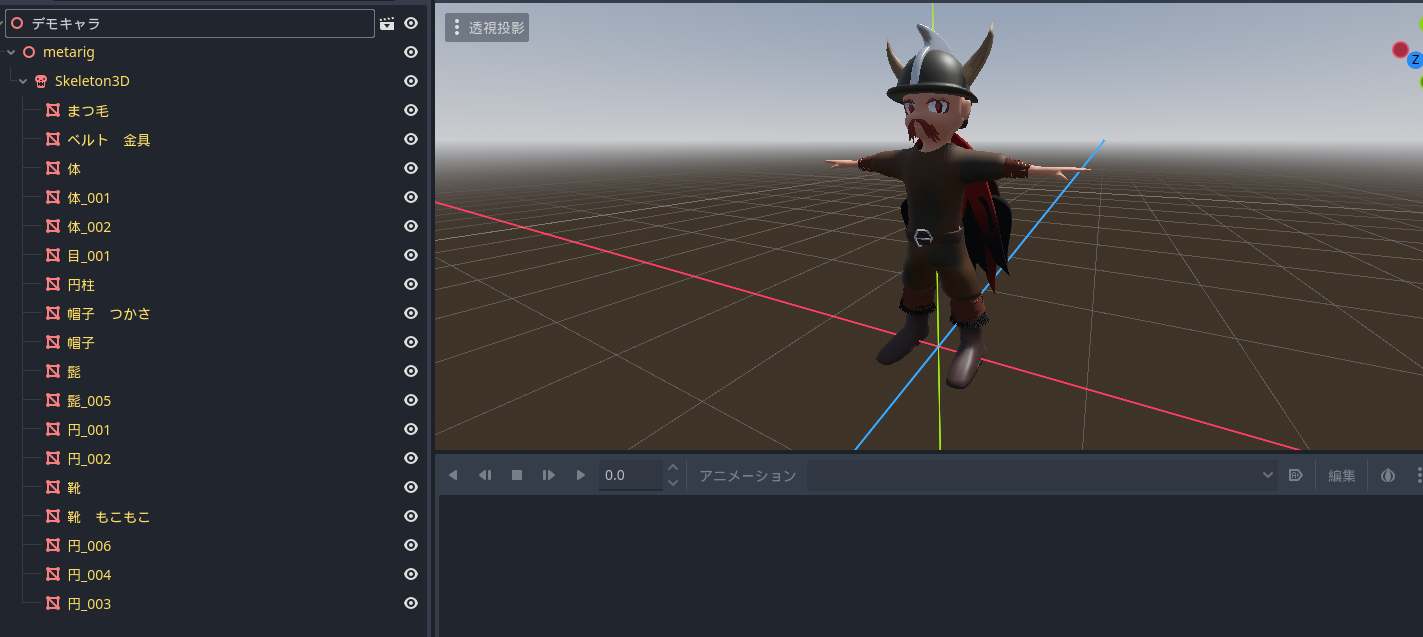 デモキャラ
metarig
Skeleton3D
まつ毛
ベルト　金具
体
体_001
体_002
目_001
円柱
帽子　つかさ
帽子
髭
髭_005
円_001
円_002
靴
靴　もこもこ
円_006
円_004
円_003
透視投影
Z
0.0 アニメーション 編集